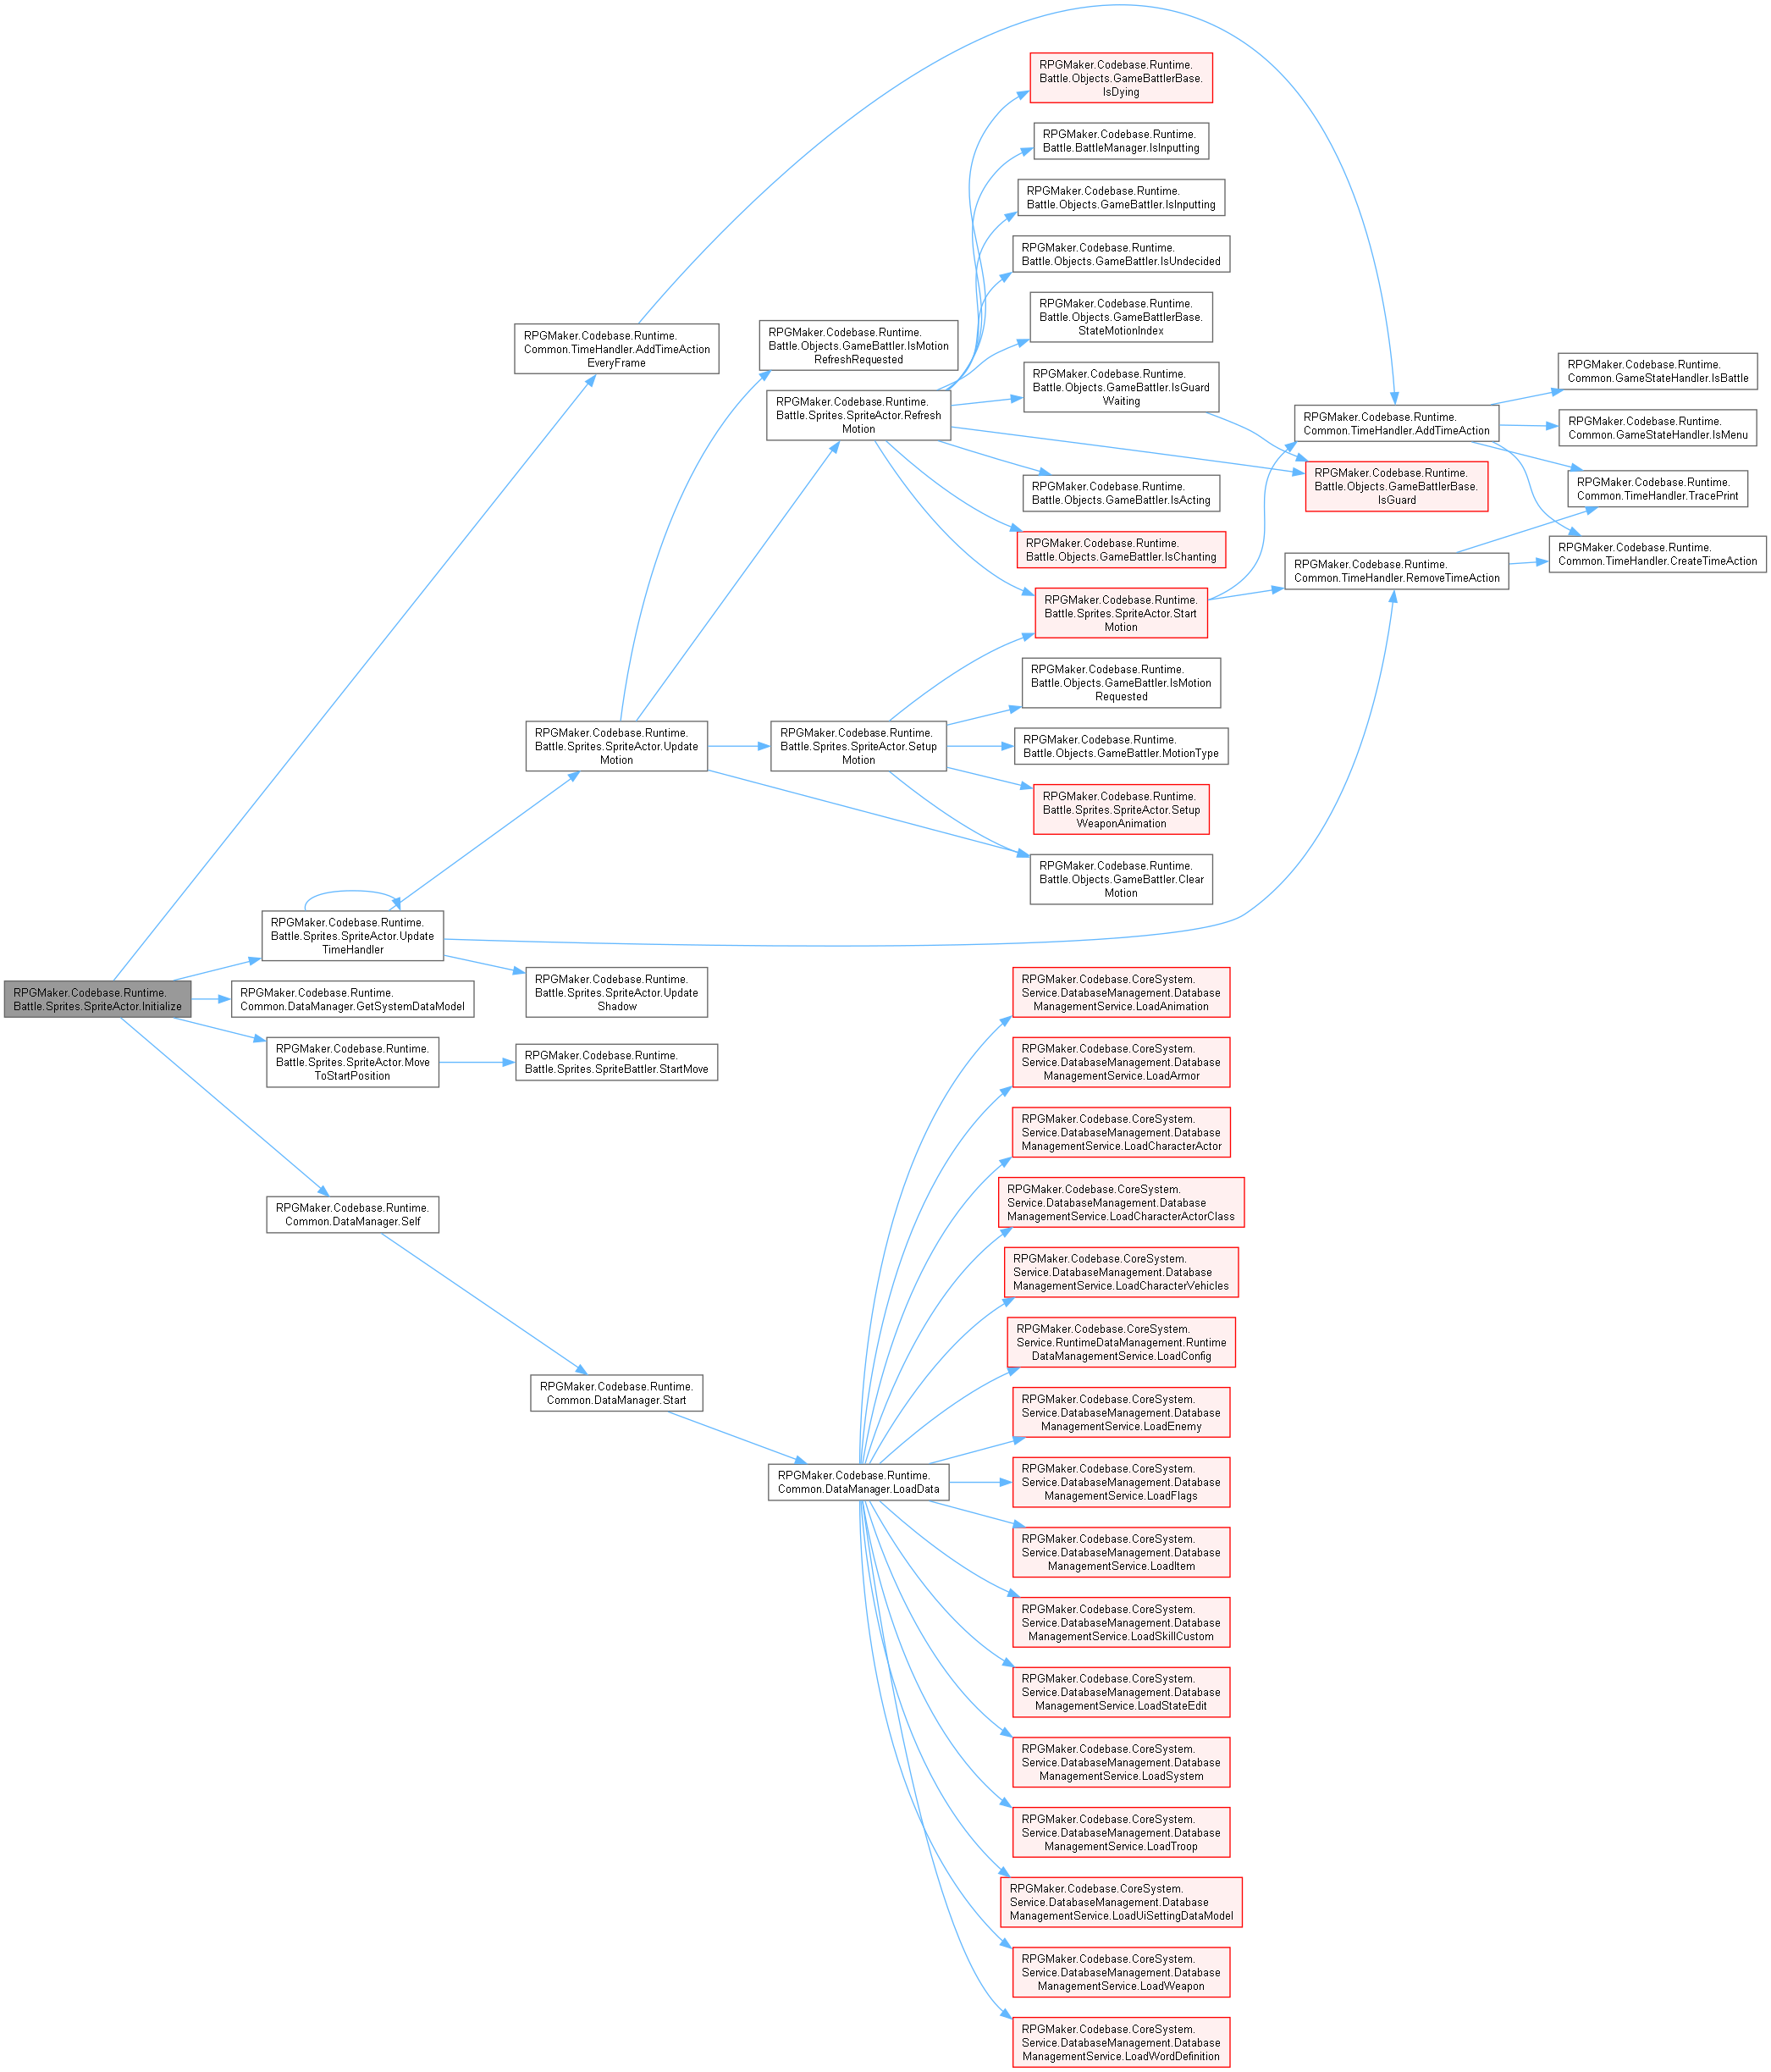 RPGMaker.Codebase.Runtime.
Battle.Sprites.SpriteActor.Initialize
RPGMaker.Codebase.Runtime.
Common.TimeHandler.AddTimeAction
EveryFrame
RPGMaker.Codebase.Runtime.
Battle.Sprites.SpriteActor.Update
TimeHandler
RPGMaker.Codebase.Runtime.
Common.DataManager.GetSystemDataModel
RPGMaker.Codebase.Runtime.
Battle.Sprites.SpriteActor.Move
ToStartPosition
RPGMaker.Codebase.Runtime.
Common.DataManager.Self
RPGMaker.Codebase.Runtime.
Battle.Sprites.SpriteActor.Update
Motion
RPGMaker.Codebase.Runtime.
Battle.Sprites.SpriteActor.Update
Shadow
RPGMaker.Codebase.Runtime.
Battle.Sprites.SpriteBattler.StartMove
RPGMaker.Codebase.Runtime.
Common.DataManager.Start
RPGMaker.Codebase.Runtime.
Battle.Objects.GameBattler.IsMotion
RefreshRequested
RPGMaker.Codebase.Runtime.
Battle.Sprites.SpriteActor.Refresh
Motion
RPGMaker.Codebase.Runtime.
Battle.Sprites.SpriteActor.Setup
Motion
RPGMaker.Codebase.Runtime.
Common.DataManager.LoadData
RPGMaker.Codebase.Runtime.
Battle.Objects.GameBattlerBase.
IsDying
RPGMaker.Codebase.Runtime.
Battle.BattleManager.IsInputting
RPGMaker.Codebase.Runtime.
Battle.Objects.GameBattler.IsInputting
RPGMaker.Codebase.Runtime.
Battle.Objects.GameBattler.IsUndecided
RPGMaker.Codebase.Runtime.
Battle.Objects.GameBattlerBase.
StateMotionIndex
RPGMaker.Codebase.Runtime.
Battle.Objects.GameBattler.IsGuard
Waiting
RPGMaker.Codebase.Runtime.
Battle.Objects.GameBattler.IsActing
RPGMaker.Codebase.Runtime.
Battle.Objects.GameBattler.IsChanting
RPGMaker.Codebase.Runtime.
Battle.Sprites.SpriteActor.Start
Motion
RPGMaker.Codebase.Runtime.
Battle.Objects.GameBattler.IsMotion
Requested
RPGMaker.Codebase.Runtime.
Battle.Objects.GameBattler.MotionType
RPGMaker.Codebase.Runtime.
Battle.Sprites.SpriteActor.Setup
WeaponAnimation
RPGMaker.Codebase.Runtime.
Battle.Objects.GameBattler.Clear
Motion
RPGMaker.Codebase.CoreSystem.
Service.DatabaseManagement.Database
ManagementService.LoadAnimation
RPGMaker.Codebase.CoreSystem.
Service.DatabaseManagement.Database
ManagementService.LoadArmor
RPGMaker.Codebase.CoreSystem.
Service.DatabaseManagement.Database
ManagementService.LoadCharacterActor
RPGMaker.Codebase.CoreSystem.
Service.DatabaseManagement.Database
ManagementService.LoadCharacterActorClass
RPGMaker.Codebase.CoreSystem.
Service.DatabaseManagement.Database
ManagementService.LoadCharacterVehicles
RPGMaker.Codebase.CoreSystem.
Service.RuntimeDataManagement.Runtime
DataManagementService.LoadConfig
RPGMaker.Codebase.CoreSystem.
Service.DatabaseManagement.Database
ManagementService.LoadEnemy
RPGMaker.Codebase.CoreSystem.
Service.DatabaseManagement.Database
ManagementService.LoadFlags
RPGMaker.Codebase.CoreSystem.
Service.DatabaseManagement.Database
ManagementService.LoadItem
RPGMaker.Codebase.CoreSystem.
Service.DatabaseManagement.Database
ManagementService.LoadSkillCustom
RPGMaker.Codebase.CoreSystem.
Service.DatabaseManagement.Database
ManagementService.LoadStateEdit
RPGMaker.Codebase.CoreSystem.
Service.DatabaseManagement.Database
ManagementService.LoadSystem
RPGMaker.Codebase.CoreSystem.
Service.DatabaseManagement.Database
ManagementService.LoadTroop
RPGMaker.Codebase.CoreSystem.
Service.DatabaseManagement.Database
ManagementService.LoadUiSettingDataModel
RPGMaker.Codebase.CoreSystem.
Service.DatabaseManagement.Database
ManagementService.LoadWeapon
RPGMaker.Codebase.CoreSystem.
Service.DatabaseManagement.Database
ManagementService.LoadWordDefinition
RPGMaker.Codebase.Runtime.
Common.TimeHandler.AddTimeAction
RPGMaker.Codebase.Runtime.
Battle.Objects.GameBattlerBase.
IsGuard
RPGMaker.Codebase.Runtime.
Common.TimeHandler.RemoveTimeAction
RPGMaker.Codebase.Runtime.
Common.GameStateHandler.IsBattle
RPGMaker.Codebase.Runtime.
Common.GameStateHandler.IsMenu
RPGMaker.Codebase.Runtime.
Common.TimeHandler.TracePrint
RPGMaker.Codebase.Runtime.
Common.TimeHandler.CreateTimeAction